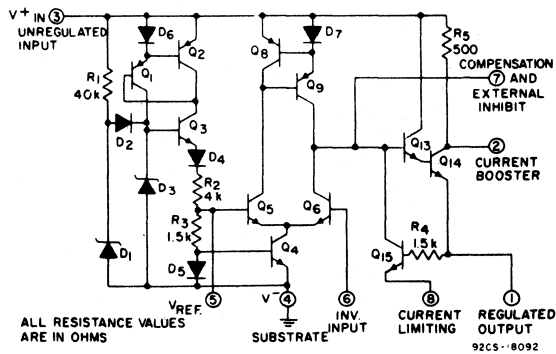 V+ IN ③
UNREGULATED
INPUT
D6
Q2
Q1
R1
40k
D2
Q3
D4
D3
R2
4k
R3
1.5k
D1
D5
Q8
D7
Q9
Q5
Q6
Q4
R5
500
COMPENSATION
⑦ AND
EXTERNAL
INHIBIT
Q13
Q14
②
CURRENT
BOOSTER
R4
1.5k
Q15
⑤
VREF.
V- ④
SUBSTRATE
⑥
INV.
INPUT
⑧
CURRENT
LIMITING
①
REGULATED
OUTPUT
ALL RESISTANCE VALUES
ARE IN OHMS
92CS-18092